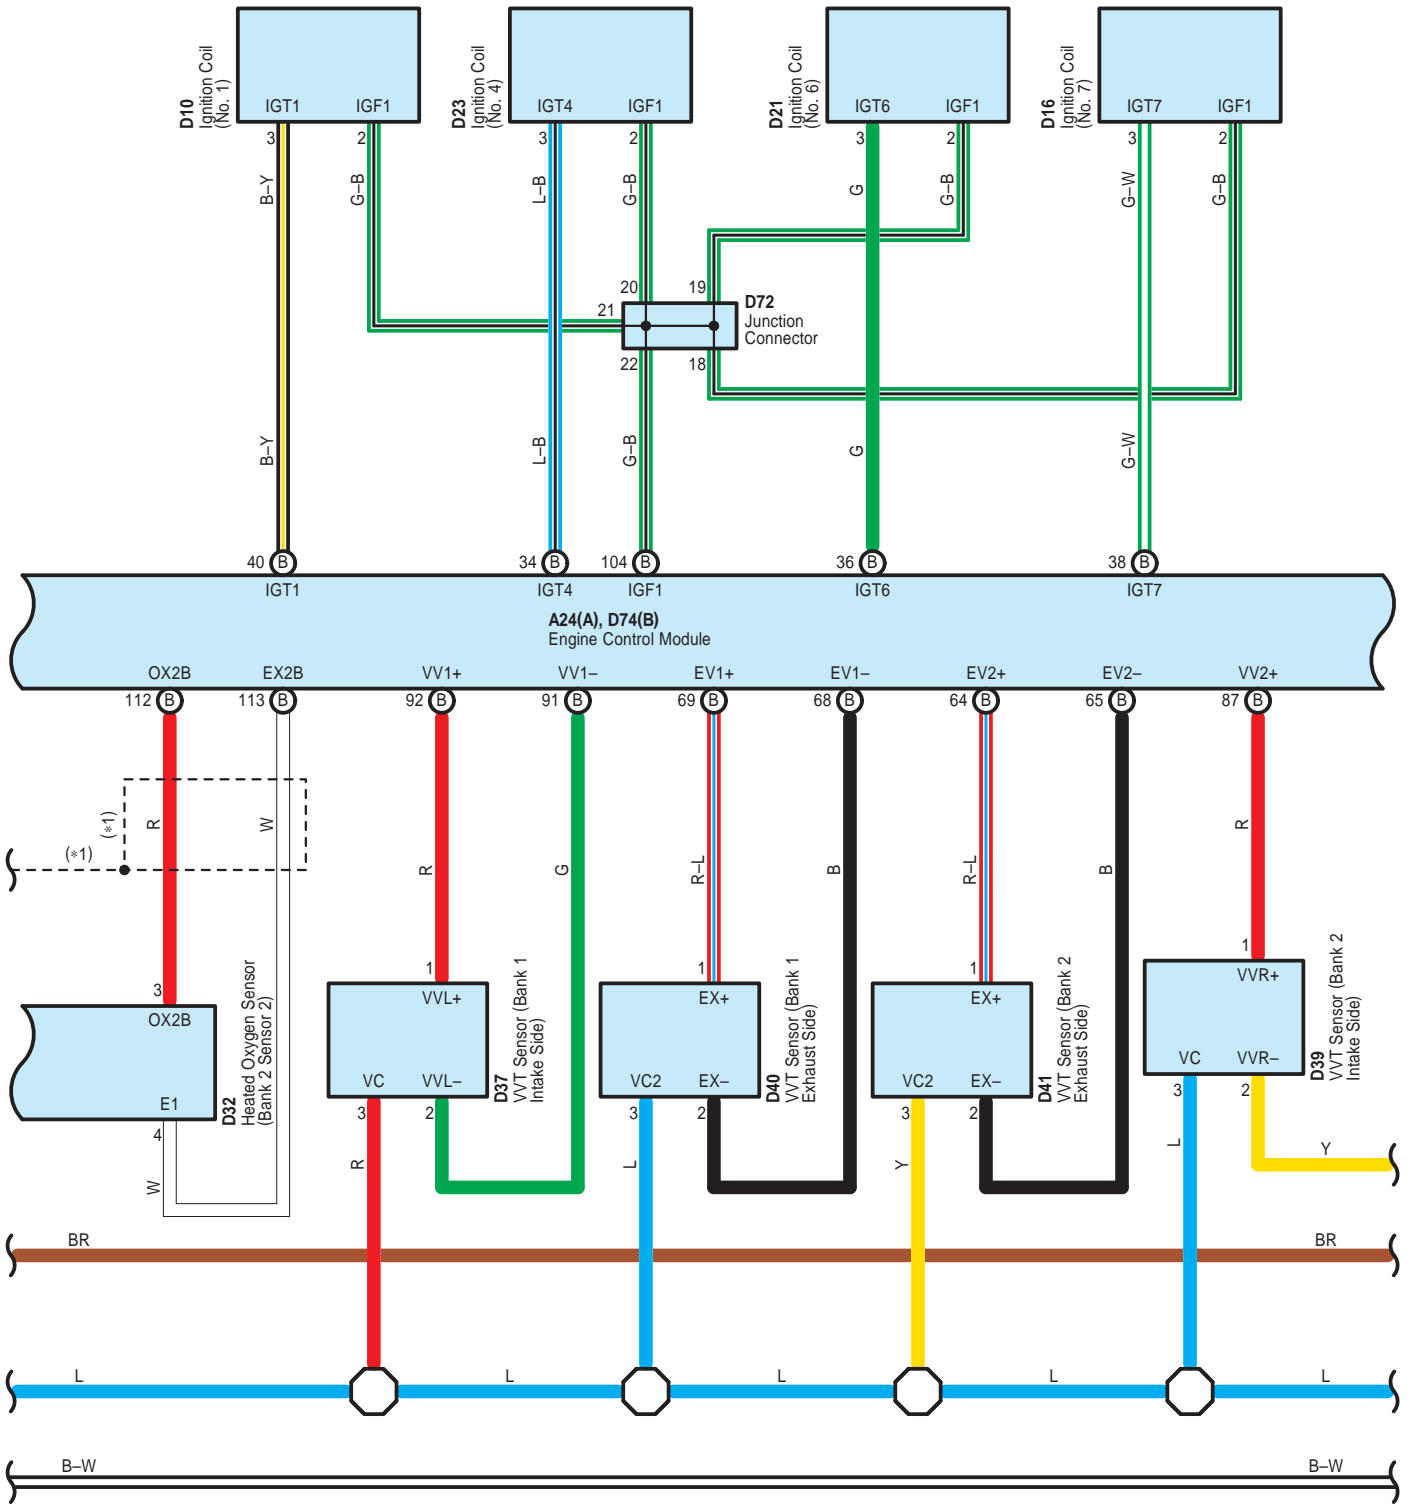 D10
Ignition Coil
(No. 1)
IGT1 IGF1
3 2
D23
Ignition Coil
(No. 4)
IGT4 IGF1
3 2
D21
Ignition Coil
(No. 6)
IGT6 IGF1
3 2
D16
Ignition Coil
(No. 7)
IGT7 IGF1
3 2
B–Y G–B L–B G–B G G–B G–W G–B
20 19
21
D72
Junction
Connector
22 18
B–Y L–B G–B G G–W
40 B 34 B 104 B 36 B 38 B
IGT1 IGT4 IGF1 IGT6 IGT7
A24(A), D74(B)
Engine Control Module
OX2B EX2B VV1+ VV1– EV1+ EV1– EV2+ EV2– VV2+
112 B 113 B 92 B 91 B 69 B 68 B 64 B 65 B 87 B
(∗1) R W R
(∗1) R G R–L B R–L B
3
OX2B
E1
4
D32
Heated Oxygen Sensor
(Bank 2 Sensor 2)
W
1
VVL+
VC VVL–
3 2
D37
VVT Sensor (Bank 1
Intake Side)
R
1
EX+
VC2 EX–
3 2
D40
VVT Sensor (Bank 1
Exhaust Side)
L
1
EX+
VC2 EX–
3 2
D41
VVT Sensor (Bank 2
Exhaust Side)
Y
1
VVR+
VC VVR–
3 2
D39
VVT Sensor (Bank 2
Intake Side)
L
Y
BR BR
L L L L L
B–W B–W